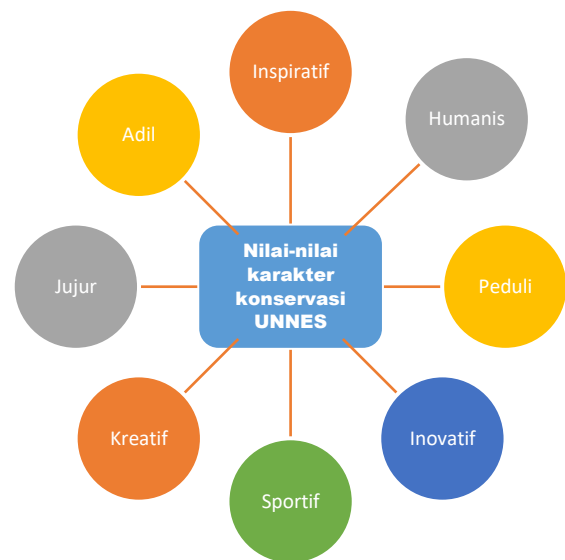 Inspiratif
Humanis
Adil
Nilai-nilai
karakter
konservasi
UNNES
Jujur
Peduli
Kreatif
Inovatif
Sportif